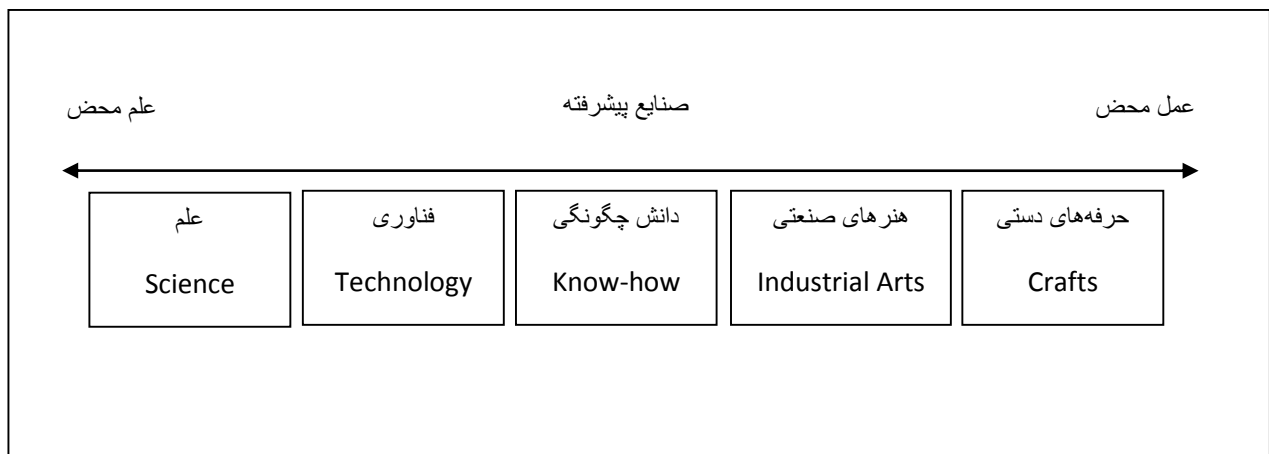 عمل محض
صنایع پیشرفته
علم محض
حرفه‌های دستی
Crafts
هنرهای صنعتی
Industrial Arts
دانش چگونگی
Know-how
فناوری
Technology
علم
Science